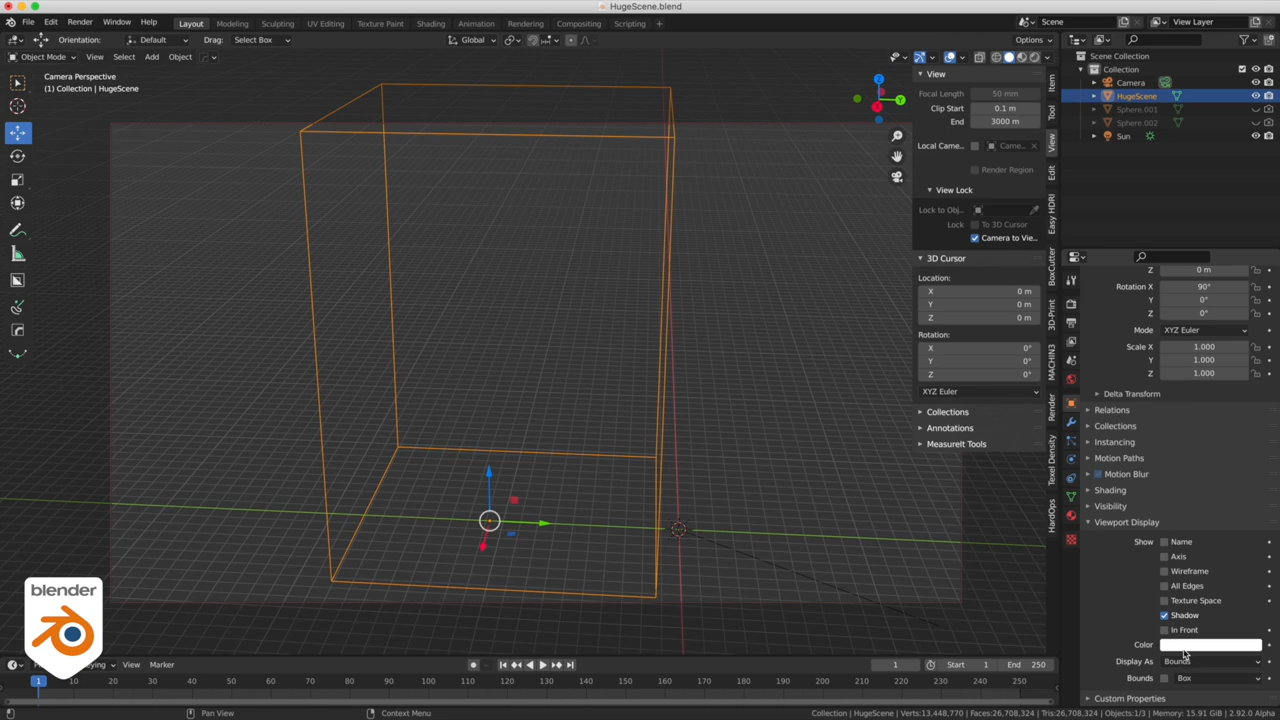 HugeScene.blend
File Edit Render Window Help Layout Modeling Sculpting UV Editing Texture Paint Shading Animation Rendering Compositing Scripting + Scene View Layer
Orientation: Default Drag: Select Box Global Options
Object Mode View Select Add Object
Camera Perspective
(1) Collection | HugeScene
Z
Y
X
View
Focal Length 50 mm
Clip Start 0.1 m
End 3000 m
Local Came... Came...
Render Region
View Lock
Lock to Obj...
Lock To 3D Cursor
Camera to Vie...
3D Cursor
Location:
X 0 m
Y 0 m
Z 0 m
Rotation:
X 0°
Y 0°
Z 0°
XYZ Euler
Collections
Annotations
MeasureIt Tools
Item
Tool
View
Edit
Easy HDRI
BoxCutter
3D-Print
MACHIN3
Render
Texel Density
HardOps
Scene Collection
Collection
Camera
HugeScene
Sphere.001
Sphere.002
Sun
Z 0 m
Rotation X 90°
Y 0°
Z 0°
Mode XYZ Euler
Scale X 1.000
Y 1.000
Z 1.000
Delta Transform
Relations
Collections
Instancing
Motion Paths
Motion Blur
Shading
Visibility
Viewport Display
Show Name
Axis
Wireframe
All Edges
Texture Space
Shadow
In Front
Color
Display As Bounds
Bounds Box
Custom Properties
blender
View Marker 1 Start 1 End 250
1 20 30 40 50 60 70 80 90 100 110 120 130 140 150 160 170 180 190 200 210 220 230 240 250
Pan View Context Menu Collection | HugeScene | Verts:13,448,770 | Faces:26,708,324 | Tris:26,708,324 | Objects:1/3 | Memory: 15.91 GiB | 2.92.0 Alpha